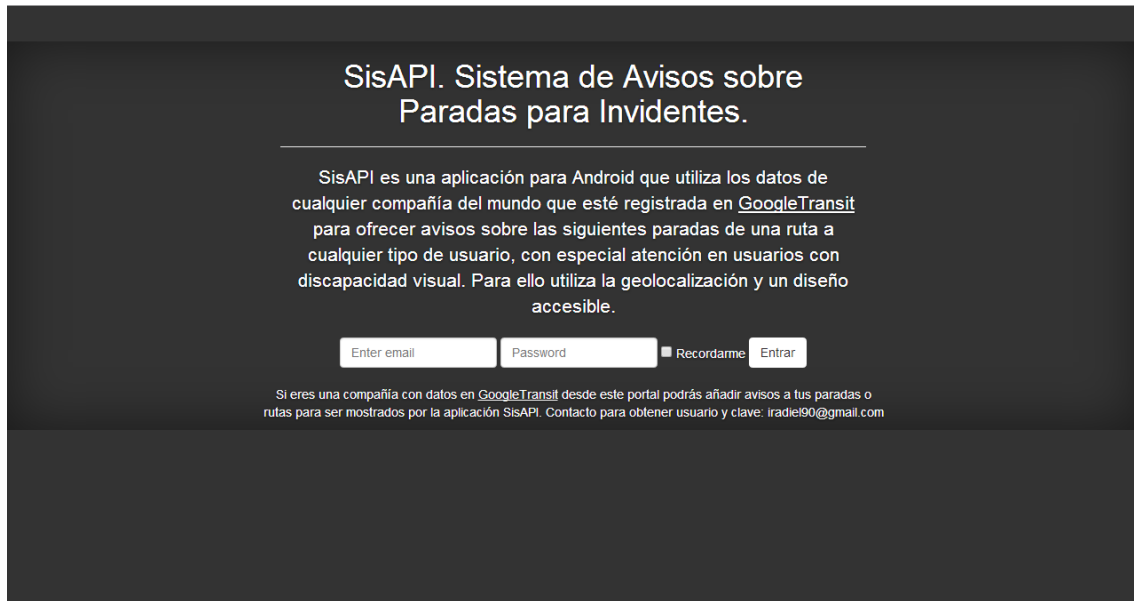 SisAPI. Sistema de Avisos sobre
Paradas para Invidentes.
SisAPI es una aplicación para Android que utiliza los datos de
cualquier compañía del mundo que esté registrada en GoogleTransit
para ofrecer avisos sobre las siguientes paradas de una ruta a
cualquier tipo de usuario, con especial atención en usuarios con
discapacidad visual. Para ello utiliza la geolocalización y un diseño
accesible.
Enter email Password Recordarme Entrar
Si eres una compañía con datos en GoogleTransit desde este portal podrás añadir avisos a tus paradas o
rutas para ser mostrados por la aplicación SisAPI. Contacto para obtener usuario y clave: iradiel90@gmail.com